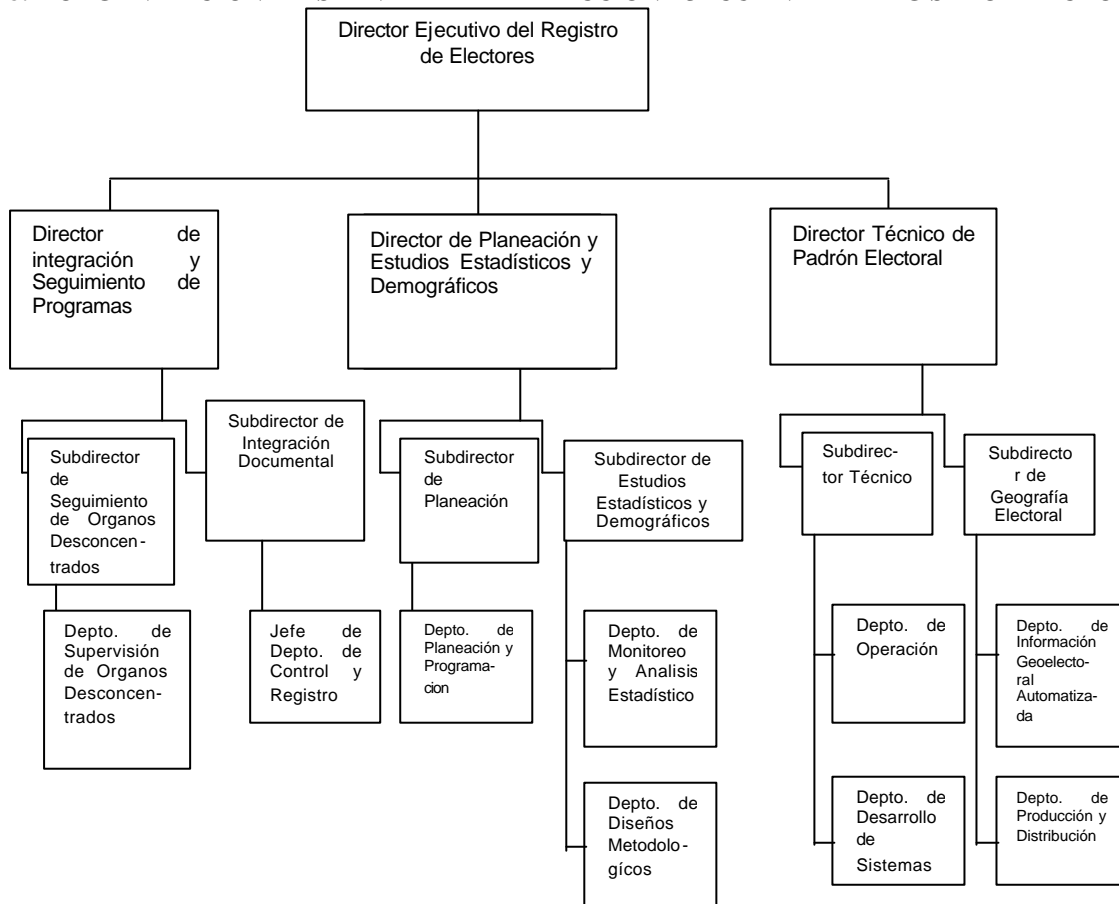 Director Ejecutivo del Registro
de Electores
Director de
integración y
Seguimiento de
Programas
Director de Planeación y
Estudios Estadísticos y
Demográficos
Director Técnico de
Padrón Electoral
Subdirector
de
Seguimiento
de Organos
Desconcen-
trados
Subdirector de
Integración
Documental
Subdirector
de
Planeación
Subdirector de
Estudios
Estadísticos y
Demográficos
Subdirec-
tor Técnico
Subdirecto
r de
Geografía
Electoral
Depto. de
Supervisión
de Organos
Desconcen-
trados
Jefe de
Depto. de
Control y
Registro
Depto. de
Planeación y
Programa-
cion
Depto. de
Monitoreo
y Analisis
Estadístico
Depto. de
Operación
Depto. de
Información
Geoelecto-
ral
Automatiza-
da
Depto. de
Diseños
Metodolo-
gícos
Depto. de
Desarrollo
de
Sistemas
Depto. de
Producción y
Distribución